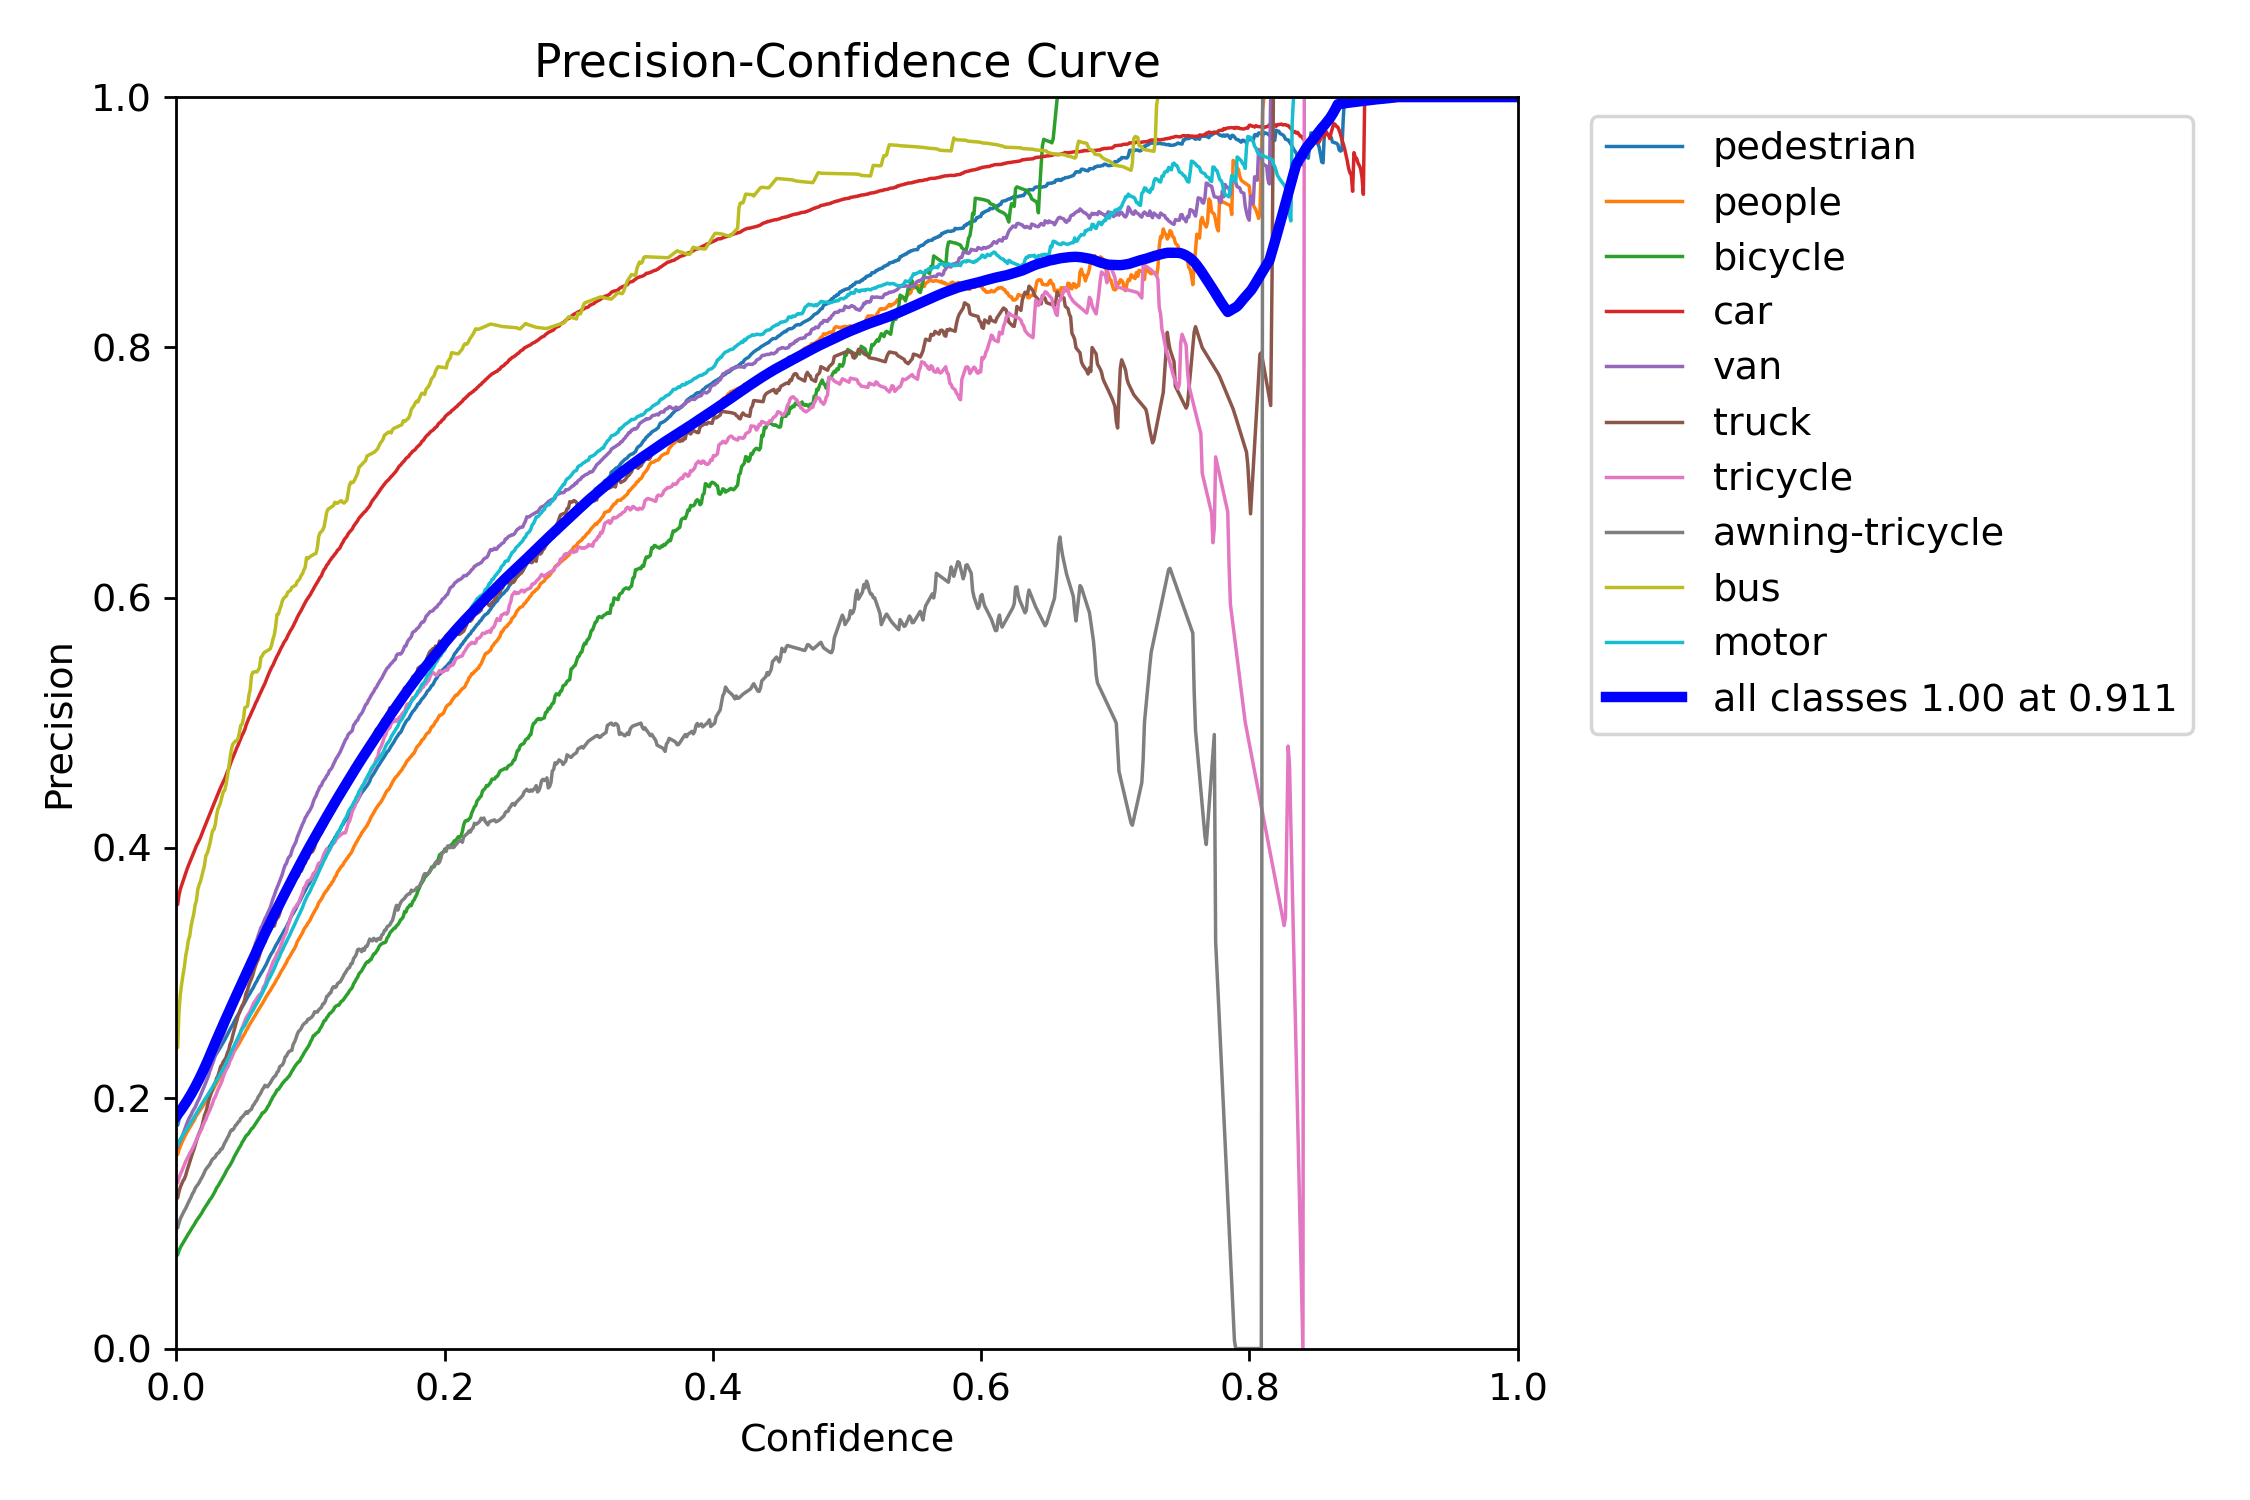 Precision-Confidence Curve
1.0
0.8
0.6
0.4
0.2
0.0
Precision
0.0 0.2 0.4 0.6 0.8 1.0
Confidence
pedestrian
people
bicycle
car
van
truck
tricycle
awning-tricycle
bus
motor
all classes 1.00 at 0.911